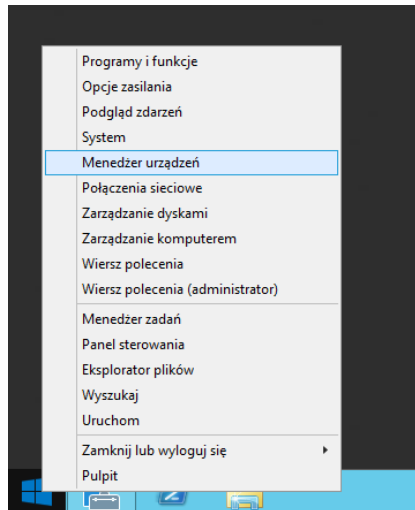 Programy i funkcje
Opcje zasilania
Podgląd zdarzeń
System
Menedżer urządzeń
Połączenia sieciowe
Zarządzanie dyskami
Zarządzanie komputerem
Wiersz polecenia
Wiersz polecenia (administrator)
Menedżer zadań
Panel sterowania
Eksplorator plików
Wyszukaj
Uruchom
Zamknij lub wyloguj się
Pulpit